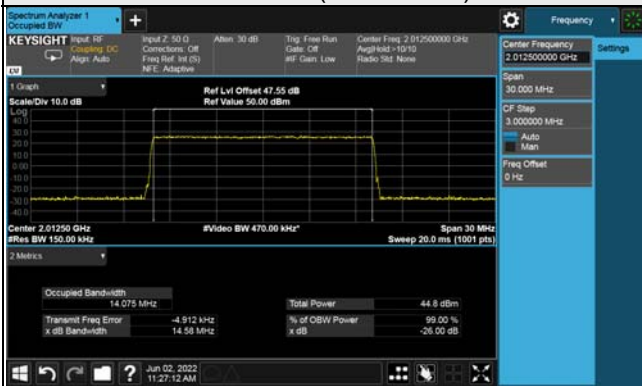 Spectrum Analyzer 1
Occupied BW
Frequency
KEYSIGHT Input: RF
Coupling: DC
Align: Auto
Input Z: 50 Ω
Corrections: Off
Freq Ref: Int (S)
NFE: Adaptive
Atten: 30 dB
Trig: Free Run
Gate: Off
#IF Gain: Low
Center Freq: 2.012500000 GHz
Avg|Hold:>10/10
Radio Std: None
Center Frequency
2.012500000 GHz
Settings
Span
30.000 MHz
CF Step
3.000000 MHz
Auto
Man
Freq Offset
0 Hz
1 Graph
Scale/Div 10.0 dB
Ref Lvl Offset 47.55 dB
Ref Value 50.00 dBm
Log
40.0
30.0
20.0
10.0
0.00
-10.0
-20.0
-30.0
-40.0
Center 2.01250 GHz
#Res BW 150.00 kHz
#Video BW 470.00 kHz*
Span 30 MHz
Sweep 20.0 ms (1001 pts)
2 Metrics
Occupied Bandwidth
14.075 MHz
Total Power 44.8 dBm
Transmit Freq Error -4.912 kHz
% of OBW Power 99.00 %
x dB Bandwidth 14.58 MHz
x dB -26.00 dB
Jun 02, 2022
11:27:12 AM